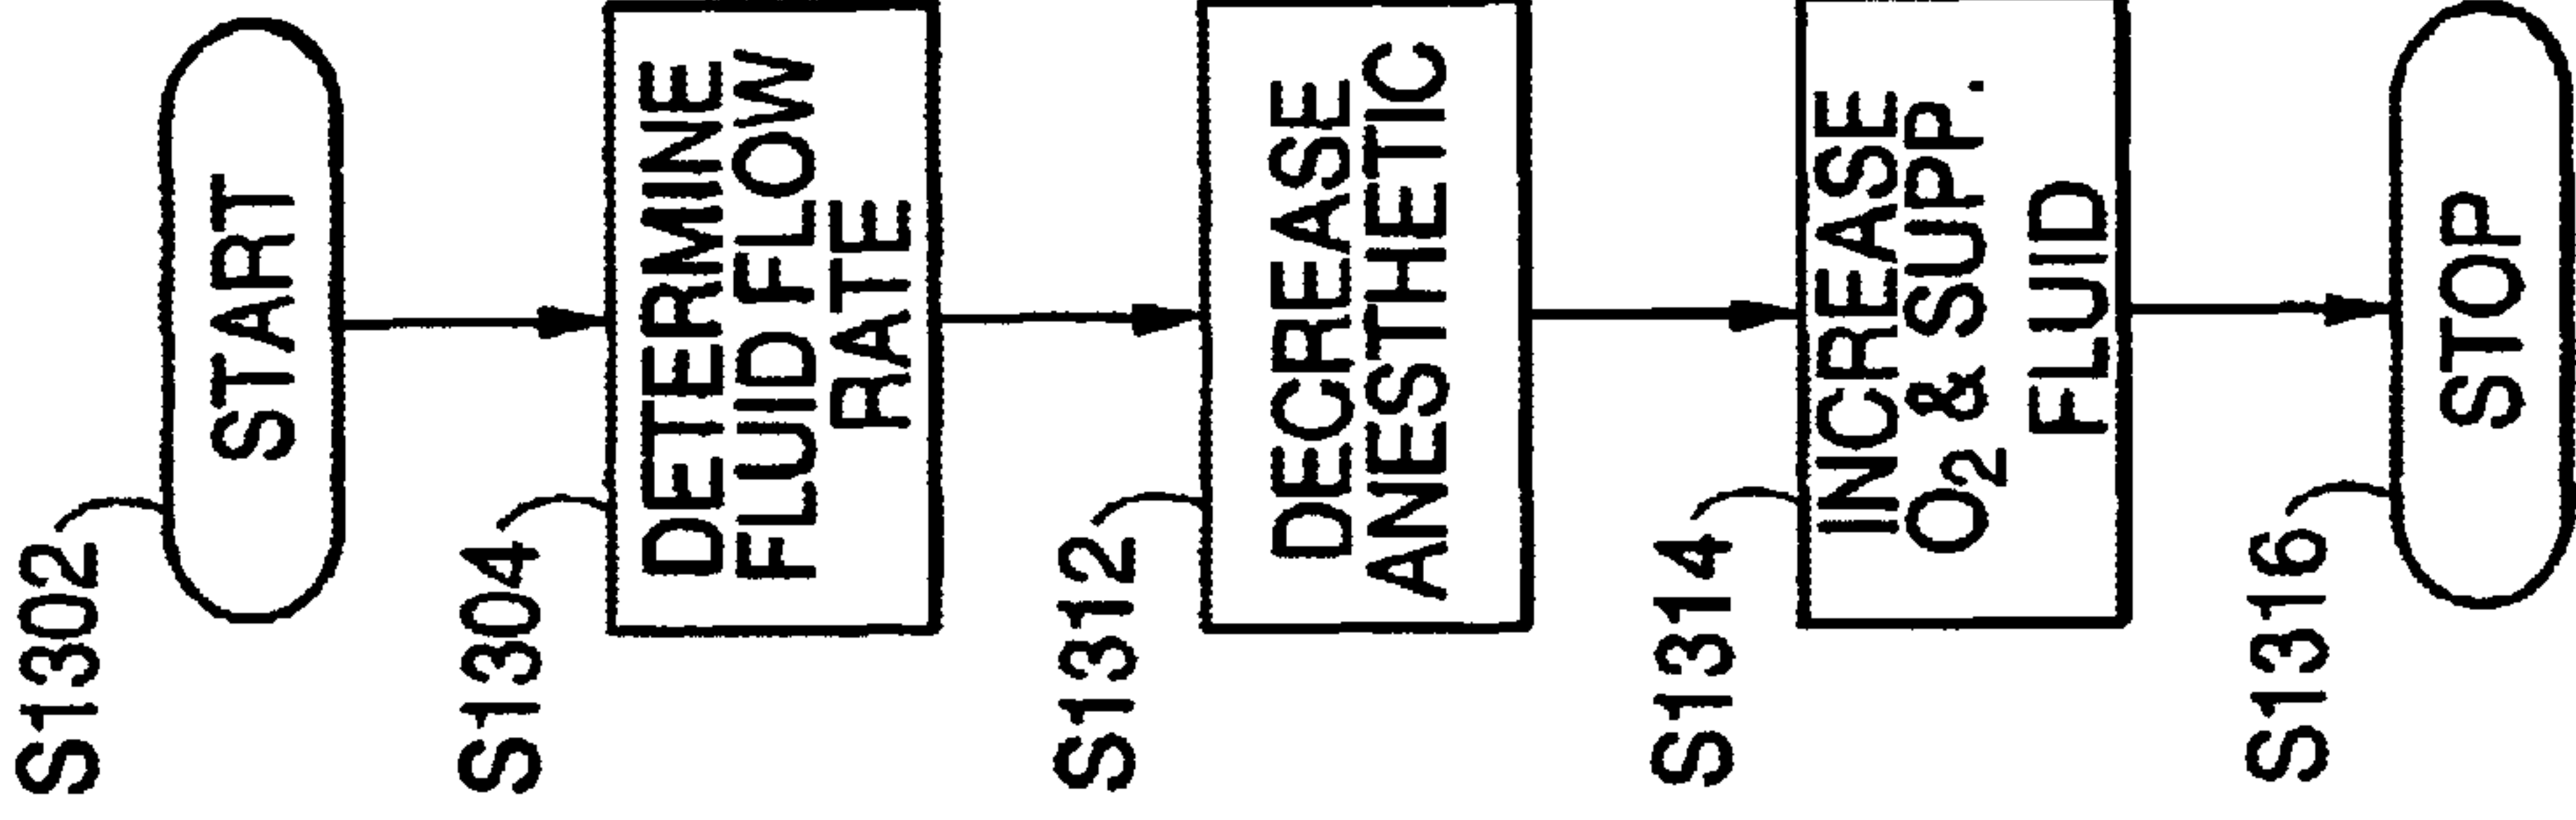 S1302
START
S1304
DETERMINE
FLUID FLOW
RATE
S1312
DECREASE
ANESTHETIC
S1314
INCREASE
O₂ & SUPP.
FLUID
S1316
STOP